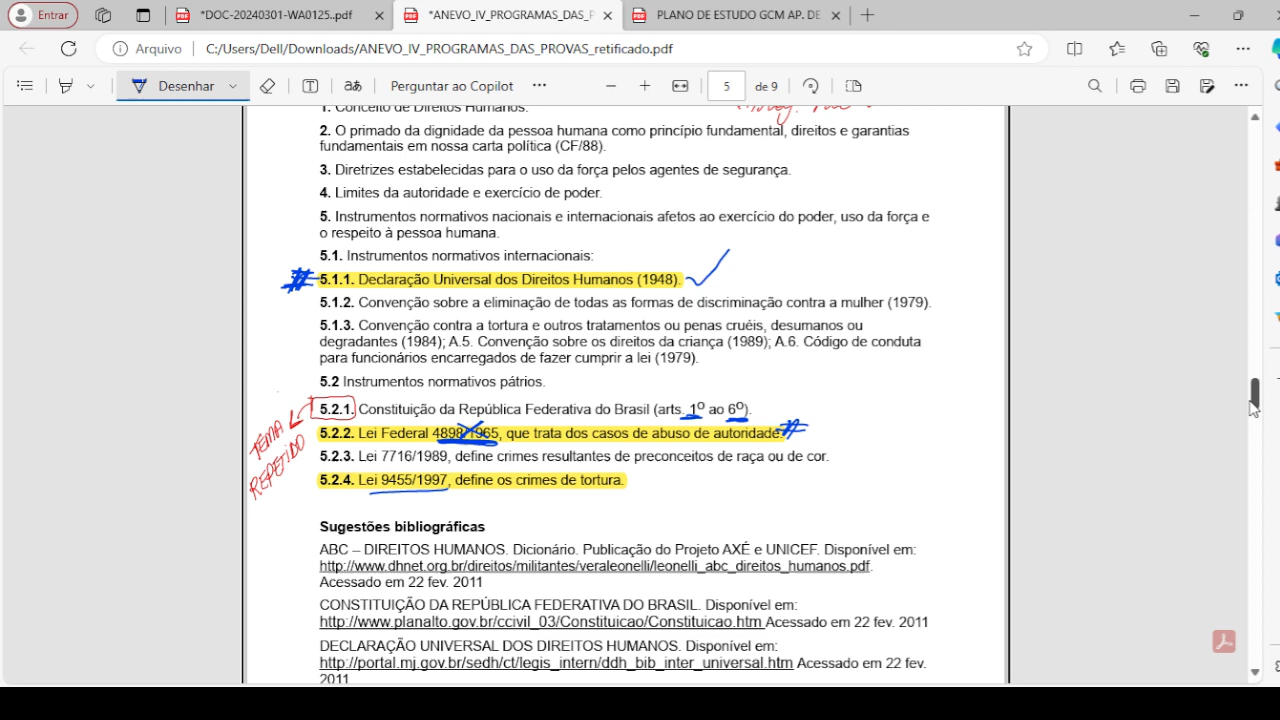 Entrar
*DOC-20240301-WA0125..pdf
*ANEVO_IV_PROGRAMAS_DAS_P
PLANO DE ESTUDO GCM AP. DE
Arquivo C:/Users/Dell/Downloads/ANEVO_IV_PROGRAMAS_DAS_PROVAS_retificado.pdf
Desenhar
aあ
Perguntar ao Copilot
5 de 9
1. Conceito de Direitos Humanos.
2. O primado da dignidade da pessoa humana como princípio fundamental, direitos e garantias
fundamentais em nossa carta política (CF/88).
3. Diretrizes estabelecidas para o uso da força pelos agentes de segurança.
4. Limites da autoridade e exercício de poder.
5. Instrumentos normativos nacionais e internacionais afetos ao exercício do poder, uso da força e
o respeito à pessoa humana.
5.1. Instrumentos normativos internacionais:
# 5.1.1. Declaração Universal dos Direitos Humanos (1948).
5.1.2. Convenção sobre a eliminação de todas as formas de discriminação contra a mulher (1979).
5.1.3. Convenção contra a tortura e outros tratamentos ou penas cruéis, desumanos ou
degradantes (1984); A.5. Convenção sobre os direitos da criança (1989); A.6. Código de conduta
para funcionários encarregados de fazer cumprir a lei (1979).
5.2 Instrumentos normativos pátrios.
5.2.1. Constituição da República Federativa do Brasil (arts. 1º ao 6º).
TEMA
REPETIDO
5.2.2. Lei Federal 4898/1965, que trata dos casos de abuso de autoridade. #
5.2.3. Lei 7716/1989, define crimes resultantes de preconceitos de raça ou de cor.
5.2.4. Lei 9455/1997, define os crimes de tortura.
Sugestões bibliográficas
ABC – DIREITOS HUMANOS. Dicionário. Publicação do Projeto AXÉ e UNICEF. Disponível em:
http://www.dhnet.org.br/direitos/militantes/veraleonelli/leonelli_abc_direitos_humanos.pdf.
Acessado em 22 fev. 2011
CONSTITUIÇÃO DA REPÚBLICA FEDERATIVA DO BRASIL. Disponível em:
http://www.planalto.gov.br/ccivil_03/Constituicao/Constituicao.htm Acessado em 22 fev. 2011
DECLARAÇÃO UNIVERSAL DOS DIREITOS HUMANOS. Disponível em:
http://portal.mj.gov.br/sedh/ct/legis_intern/ddh_bib_inter_universal.htm Acessado em 22 fev.
2011